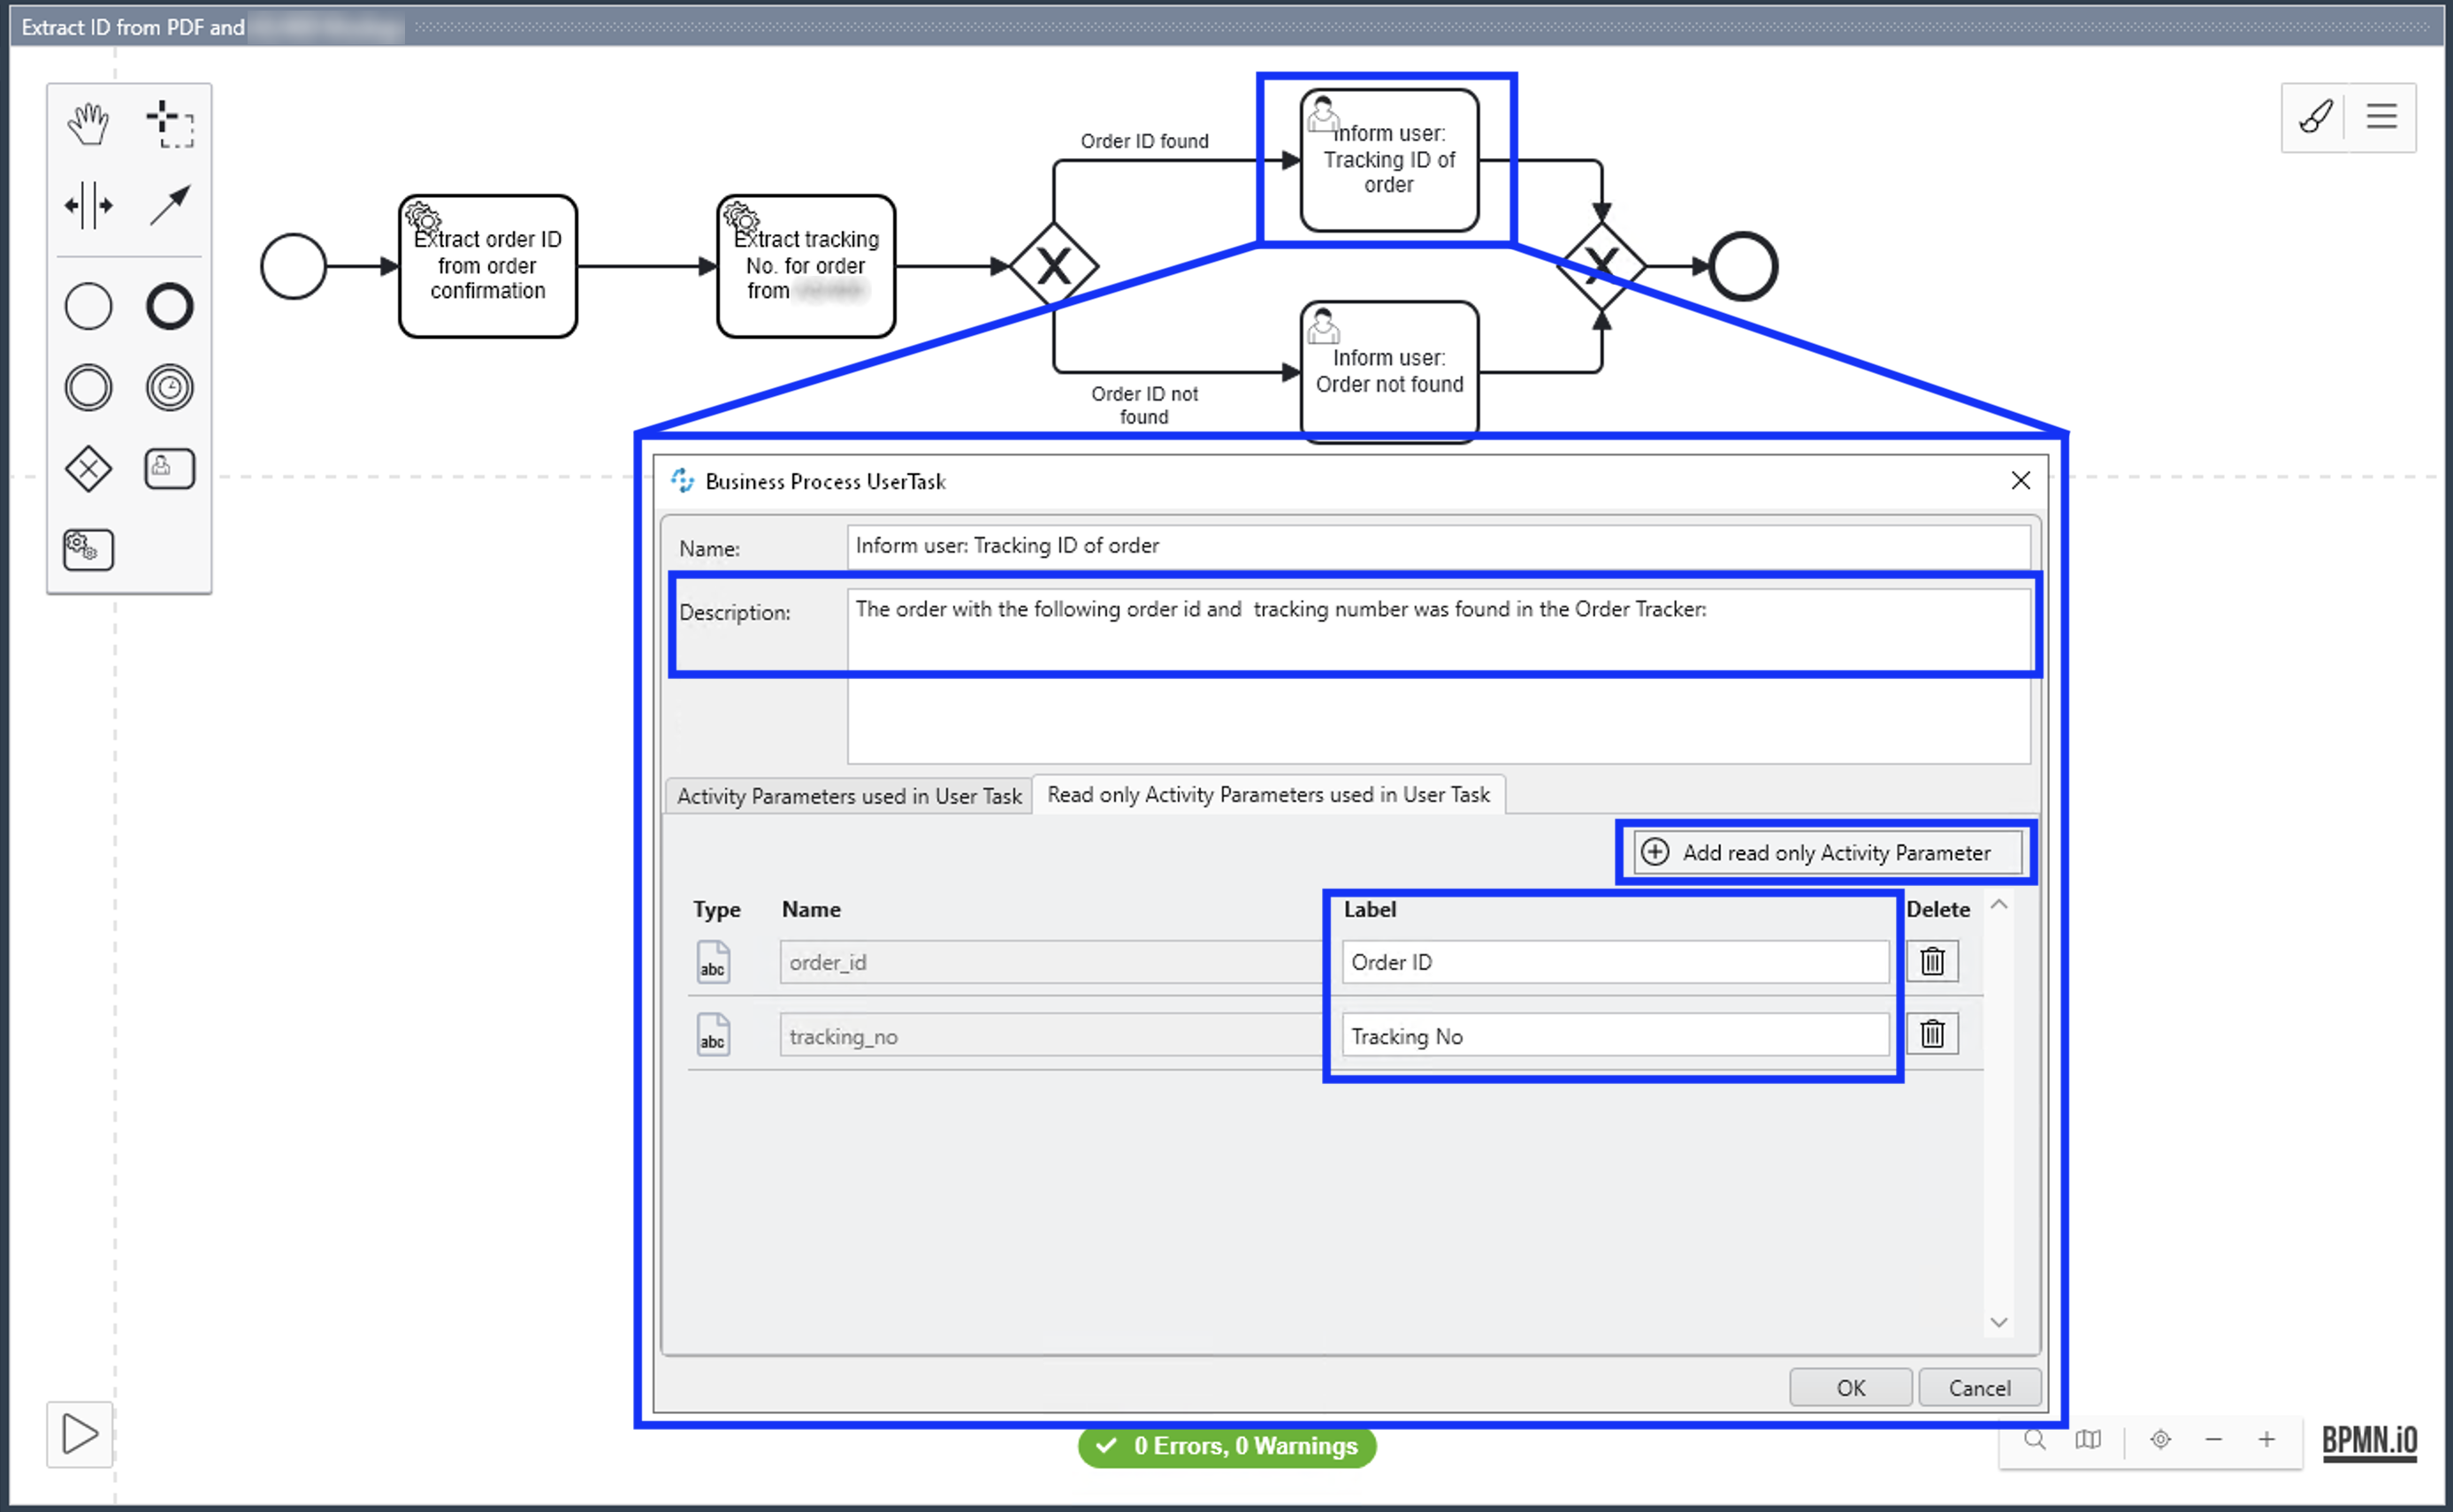 Extract ID from PDF and
Order ID found
Inform user:
Tracking ID of
order
Extract order ID
from order
confirmation
Extract tracking
No. for order
from
X
X
Inform user:
Order not found
Order ID not
found
Business Process UserTask
Name:
Inform user: Tracking ID of order
Description:
The order with the following order id and  tracking number was found in the Order Tracker:
Activity Parameters used in User Task
Read only Activity Parameters used in User Task
Add read only Activity Parameter
Type Name Label Delete
abc order_id Order ID
abc tracking_no Tracking No
OK Cancel
0 Errors, 0 Warnings
BPMN.iO